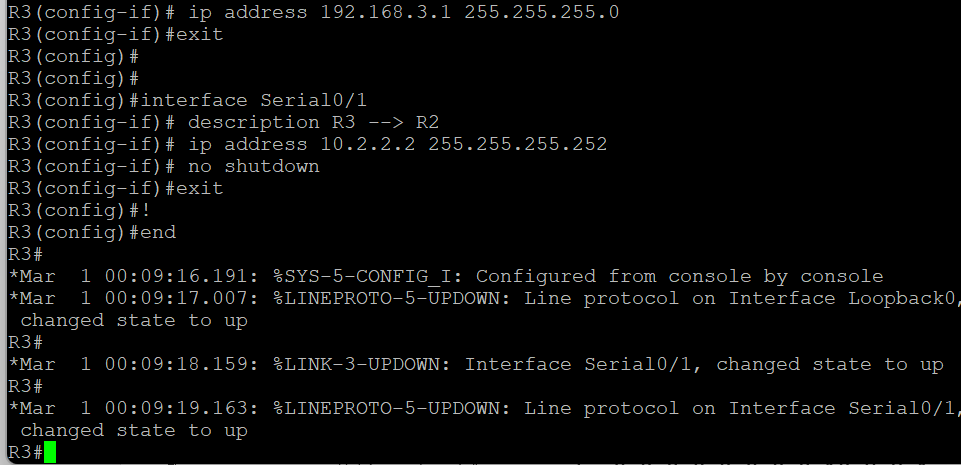 R3(config-if)# ip address 192.168.3.1 255.255.255.0
R3(config-if)#exit
R3(config)#
R3(config)#
R3(config)#interface Serial0/1
R3(config-if)# description R3 --> R2
R3(config-if)# ip address 10.2.2.2 255.255.255.252
R3(config-if)# no shutdown
R3(config-if)#exit
R3(config)#!
R3(config)#end
R3#
*Mar  1 00:09:16.191: %SYS-5-CONFIG_I: Configured from console by console
*Mar  1 00:09:17.007: %LINEPROTO-5-UPDOWN: Line protocol on Interface Loopback0,
 changed state to up
R3#
*Mar  1 00:09:18.159: %LINK-3-UPDOWN: Interface Serial0/1, changed state to up
R3#
*Mar  1 00:09:19.163: %LINEPROTO-5-UPDOWN: Line protocol on Interface Serial0/1,
 changed state to up
R3#